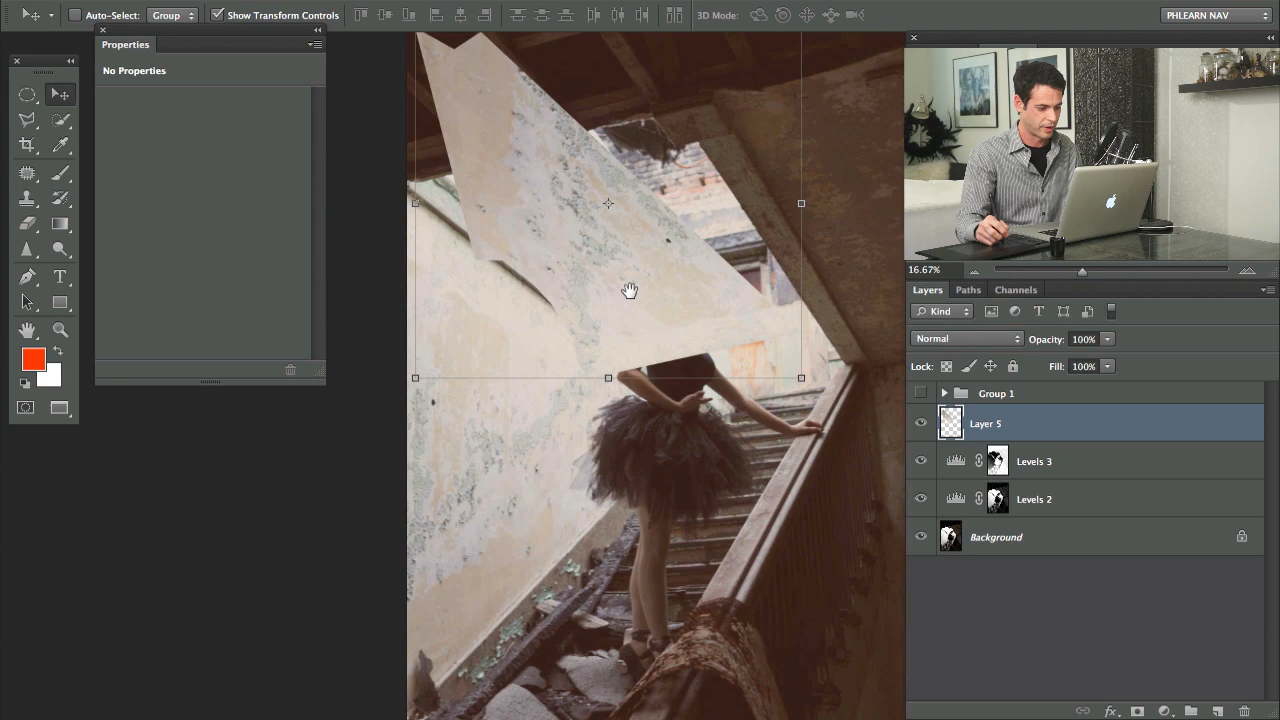 Auto-Select: Group Show Transform Controls 3D Mode: PHLEARN NAV
Properties
No Properties
T
16.67%
Layers Paths Channels
Kind T
Normal Opacity: 100%
Lock: Fill: 100%
Group 1
Layer 5
Levels 3
Levels 2
Background
fx